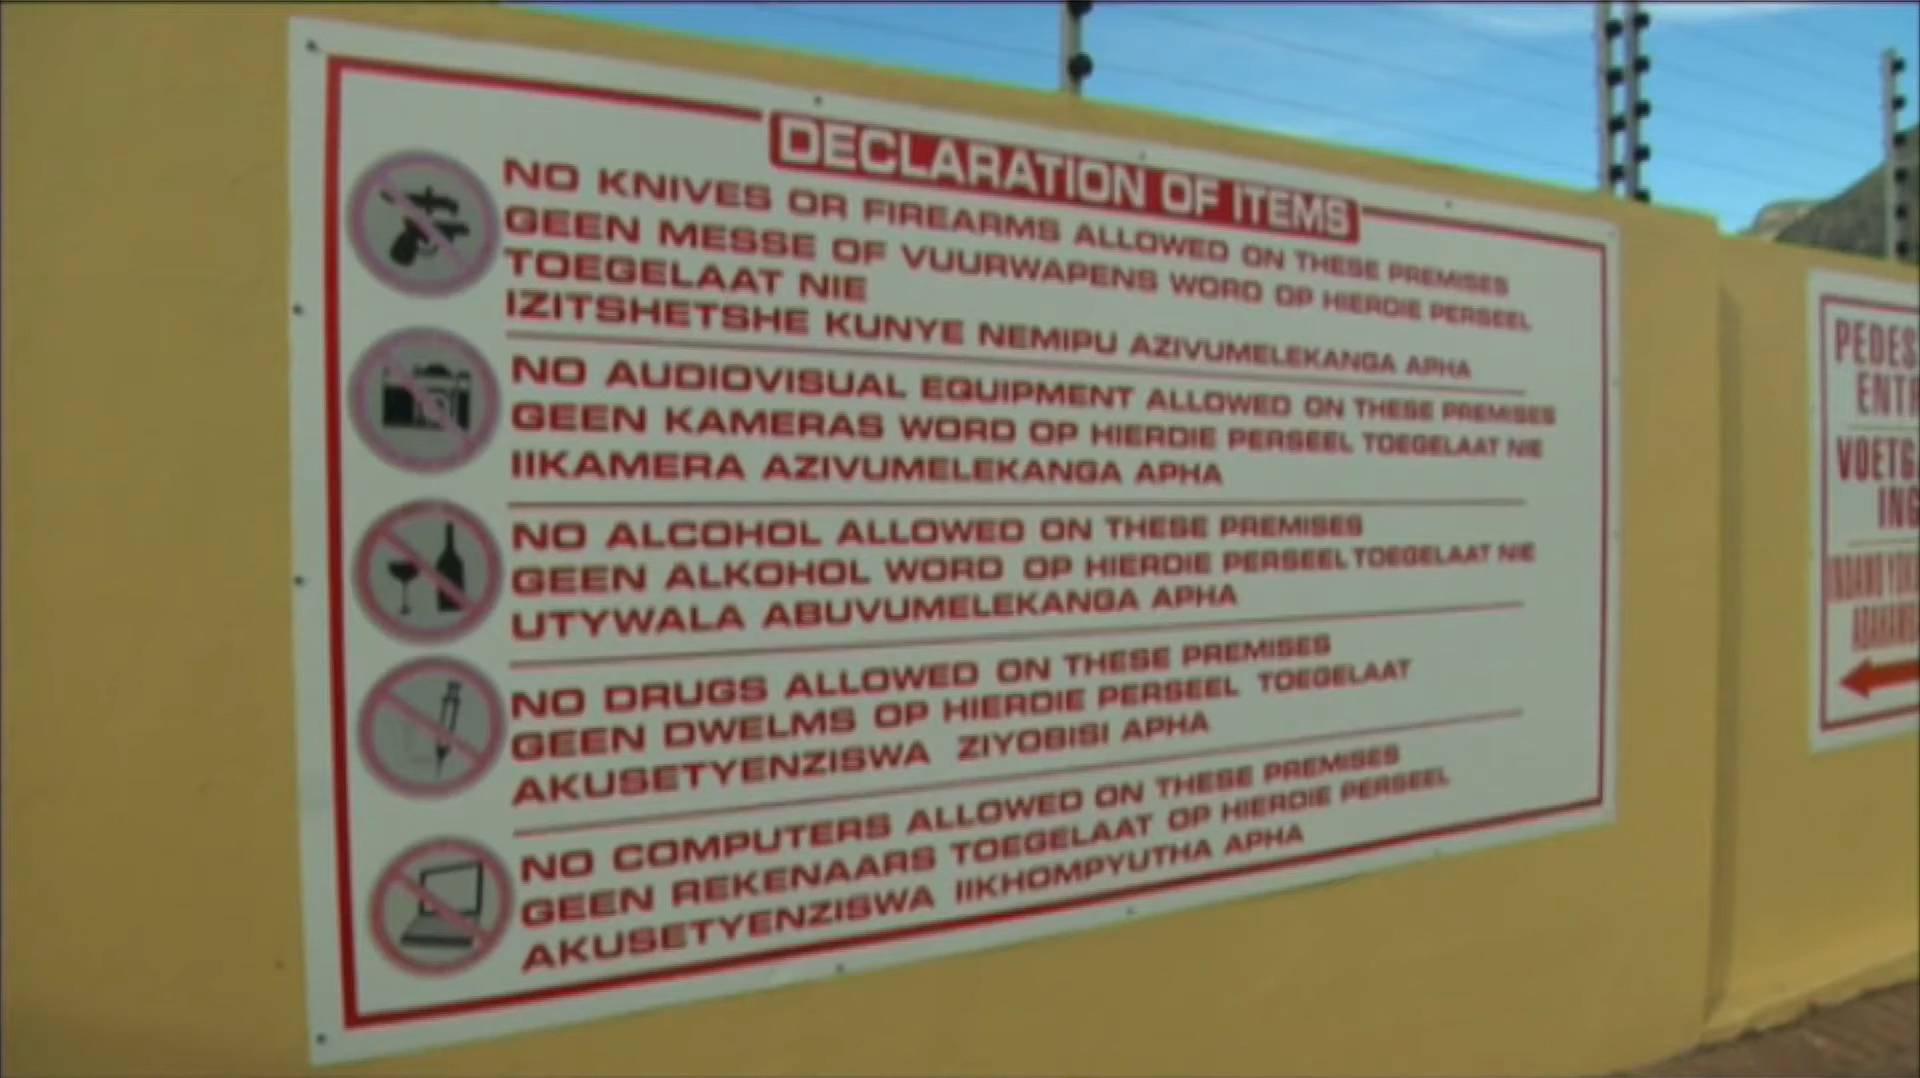 DECLARATION OF ITEMS
NO KNIVES OR FIREARMS ALLOWED ON THESE PREMISES
GEEN MESSE OF VUURWAPENS WORD OP HIERDIE PERSEEL
TOEGELAAT NIE
IZITSHETSHE KUNYE NEMIPU AZIVUMELEKANGA APHA
NO AUDIOVISUAL EQUIPMENT ALLOWED ON THESE PREMISES
GEEN KAMERAS WORD OP HIERDIE PERSEEL TOEGELAAT NIE
IIKAMERA AZIVUMELEKANGA APHA
NO ALCOHOL ALLOWED ON THESE PREMISES
GEEN ALKOHOL WORD OP HIERDIE PERSEEL TOEGELAAT NIE
UTYWALA ABUVUMELEKANGA APHA
NO DRUGS ALLOWED ON THESE PREMISES
GEEN DWELMS OP HIERDIE PERSEEL TOEGELAAT
AKUSETYENZISWA ZIYOBISI APHA
NO COMPUTERS ALLOWED ON THESE PREMISES
GEEN REKENAARS TOEGELAAT OP HIERDIE PERSEEL
AKUSETYENZISWA IIKHOMPYUTHA APHA
PEDES
ENTR
VOETG
ING